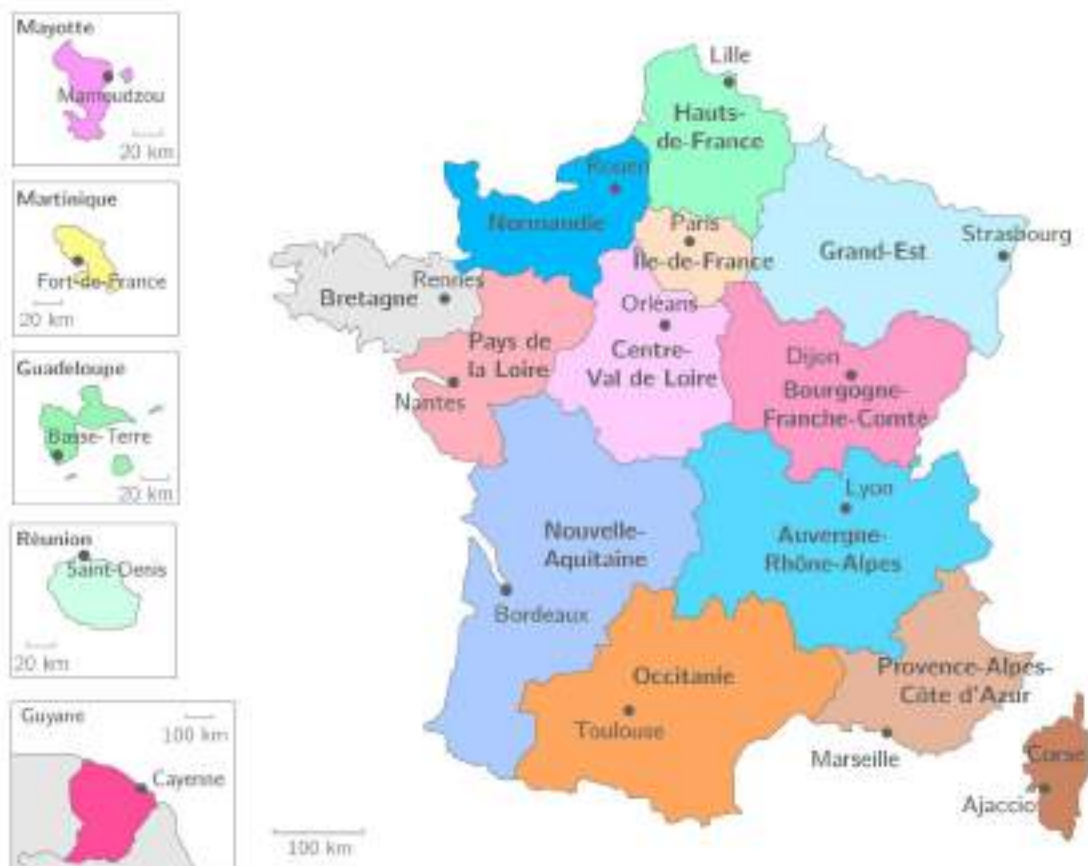 Mayotte
Mamoudzou
20 km
Martinique
Fort-de-France
20 km
Guadeloupe
Basse-Terre
20 km
Réunion
Saint-Denis
20 km
Guyane
100 km
Cayenne
Lille
Hauts-
de-France
Rouen
Normandie
Paris
Île-de-France
Grand-Est
Strasbourg
Rennes
Bretagne
Orléans
Centre-
Val de Loire
Pays de
la Loire
Nantes
Dijon
Bourgogne-
Franche-Comté
Lyon
Auvergne-
Rhône-Alpes
Nouvelle-
Aquitaine
Bordeaux
Occitanie
Toulouse
Provence-Alpes-
Côte d'Azur
Marseille
Corse
Ajaccio
100 km